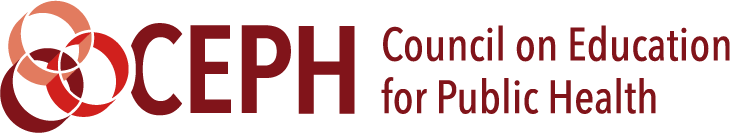 CEPH
Council on Education
for Public Health